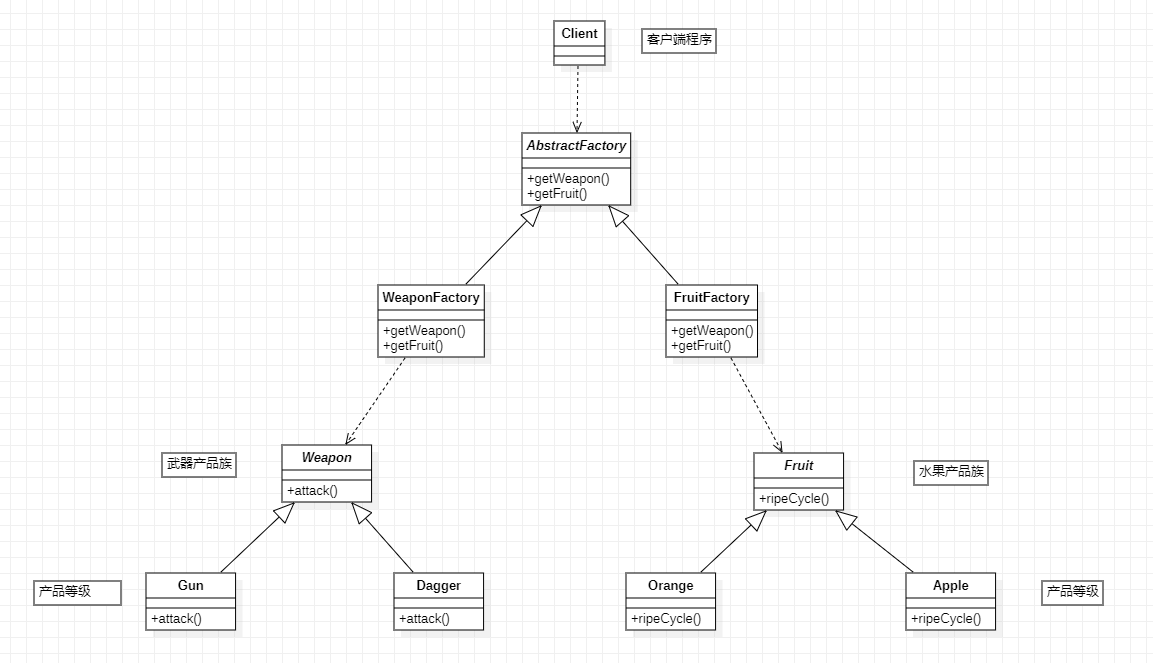 Client
客户端程序
AbstractFactory
+getWeapon()
+getFruit()
WeaponFactory
+getWeapon()
+getFruit()
FruitFactory
+getWeapon()
+getFruit()
武器产品族
Weapon
+attack()
Fruit
+ripeCycle()
水果产品族
产品等级
Gun
+attack()
Dagger
+attack()
Orange
+ripeCycle()
Apple
+ripeCycle()
产品等级